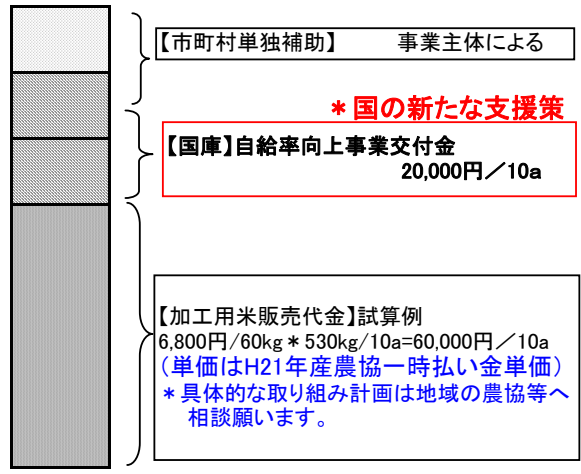 【市町村単独補助】　　事業主体による
＊国の新たな支援策
【国庫】自給率向上事業交付金
20,000円／10a
【加工用米販売代金】試算例
6,800円/60kg＊530kg/10a=60,000円／10a
（単価はH21年産農協一時払い金単価）
＊具体的な取り組み計画は地域の農協等へ
相談願います。